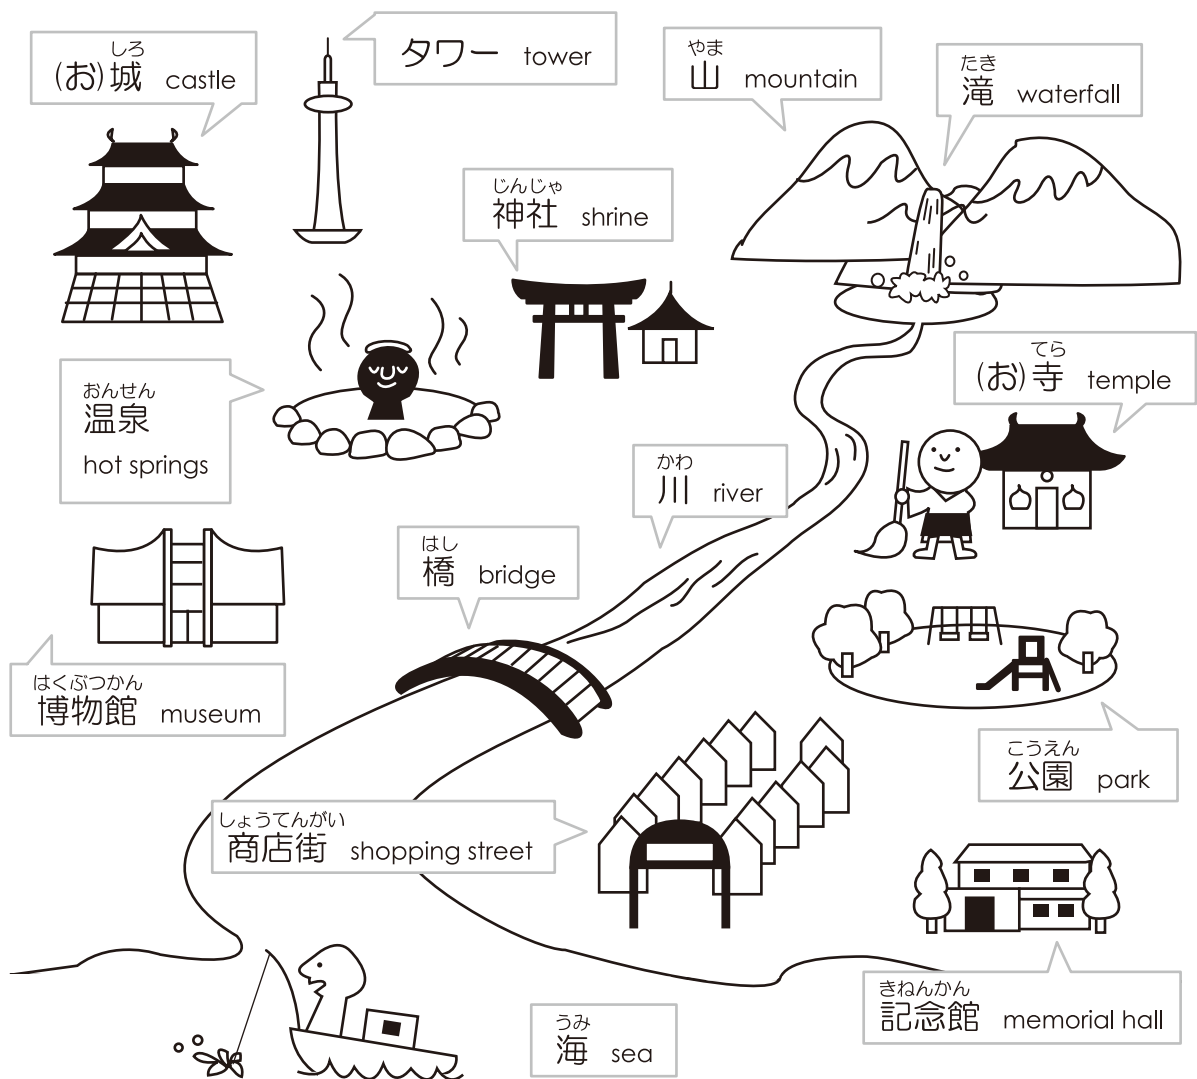 しろ
(お)城 castle
タワー tower
やま
山 mountain
たき
滝 waterfall
じんじゃ
神社 shrine
おんせん
温泉
hot springs
てら
(お)寺 temple
かわ
川 river
はし
橋 bridge
はくぶつかん
博物館 museum
こうえん
公園 park
しょうてんがい
商店街 shopping street
きねんかん
記念館 memorial hall
うみ
海 sea